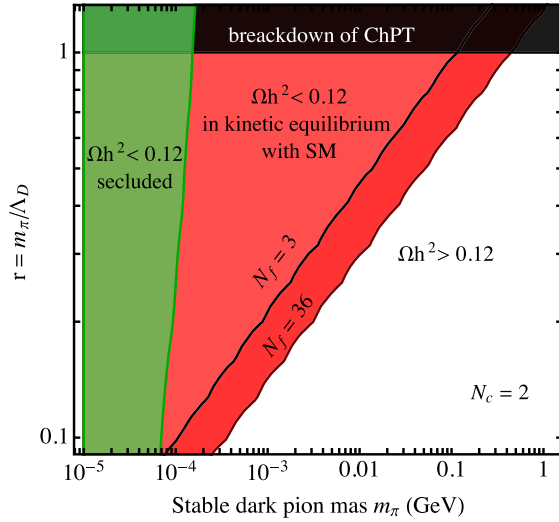 breackdown of ChPT
Ωh² < 0.12
in kinetic equilibrium
with SM
Ωh² < 0.12
secluded
N_f = 3
N_f = 36
Ωh² > 0.12
N_c = 2
r = m_π/Λ_D
1
0.1
10⁻⁵ 10⁻⁴ 10⁻³ 0.01 0.1 1
Stable dark pion mas m_π (GeV)